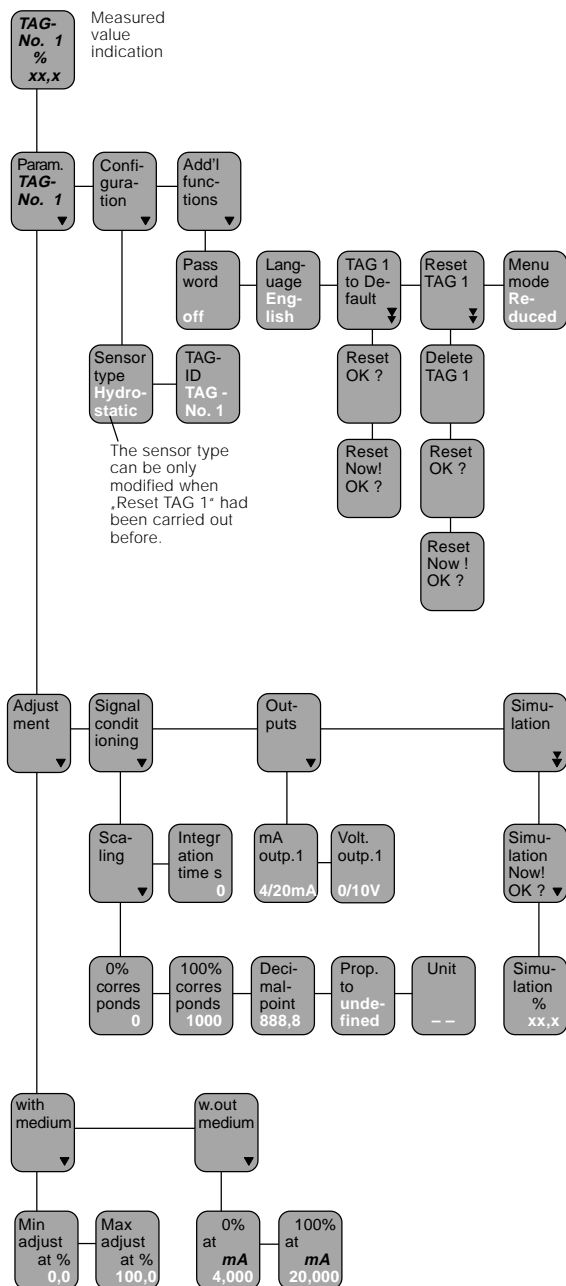 TAG-
No. 1
%
xx,x
Measured
value
indication
Param.
TAG-
No. 1
Confi-
gura-
tion
Add'l
func-
tions
Pass
word
off
Lang-
uage
Eng-
lish
TAG 1
to De-
fault
Reset
TAG 1
Menu
mode
Re-
duced
Sensor
type
Hydro-
static
TAG-
ID
TAG -
No. 1
Reset
OK ?
Delete
TAG 1
The sensor type
can be only
modified when
„Reset TAG 1“ had
been carried out
before.
Reset
Now!
OK ?
Reset
OK ?
Reset
Now !
OK ?
Adjust
ment
Signal
condit
ioning
Out-
puts
Simu-
lation
Sca-
ling
Integr
ation
time s
0
mA
outp.1
4/20mA
Volt.
outp.1
0/10V
Simu-
lation
Now!
OK ?
0%
corres
ponds
0
100%
corres
ponds
1000
Deci-
mal-
point
888,8
Prop.
to
unde-
fined
Unit
– –
Simu-
lation
%
xx,x
with
medium
w.out
medium
Min
adjust
at %
0,0
Max
adjust
at %
100,0
0%
at
mA
4,000
100%
at
mA
20,000